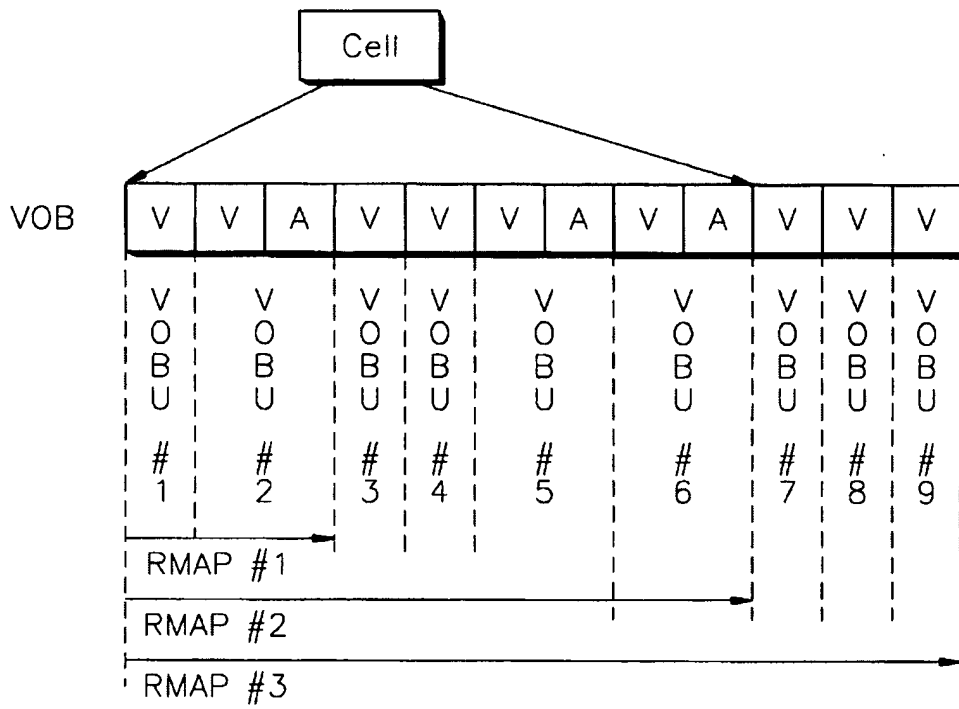 Cell
VOB V V A V V V A V A V V V
VOBU #1
VOBU #2
VOBU #3
VOBU #4
VOBU #5
VOBU #6
VOBU #7
VOBU #8
VOBU #9
RMAP #1
RMAP #2
RMAP #3